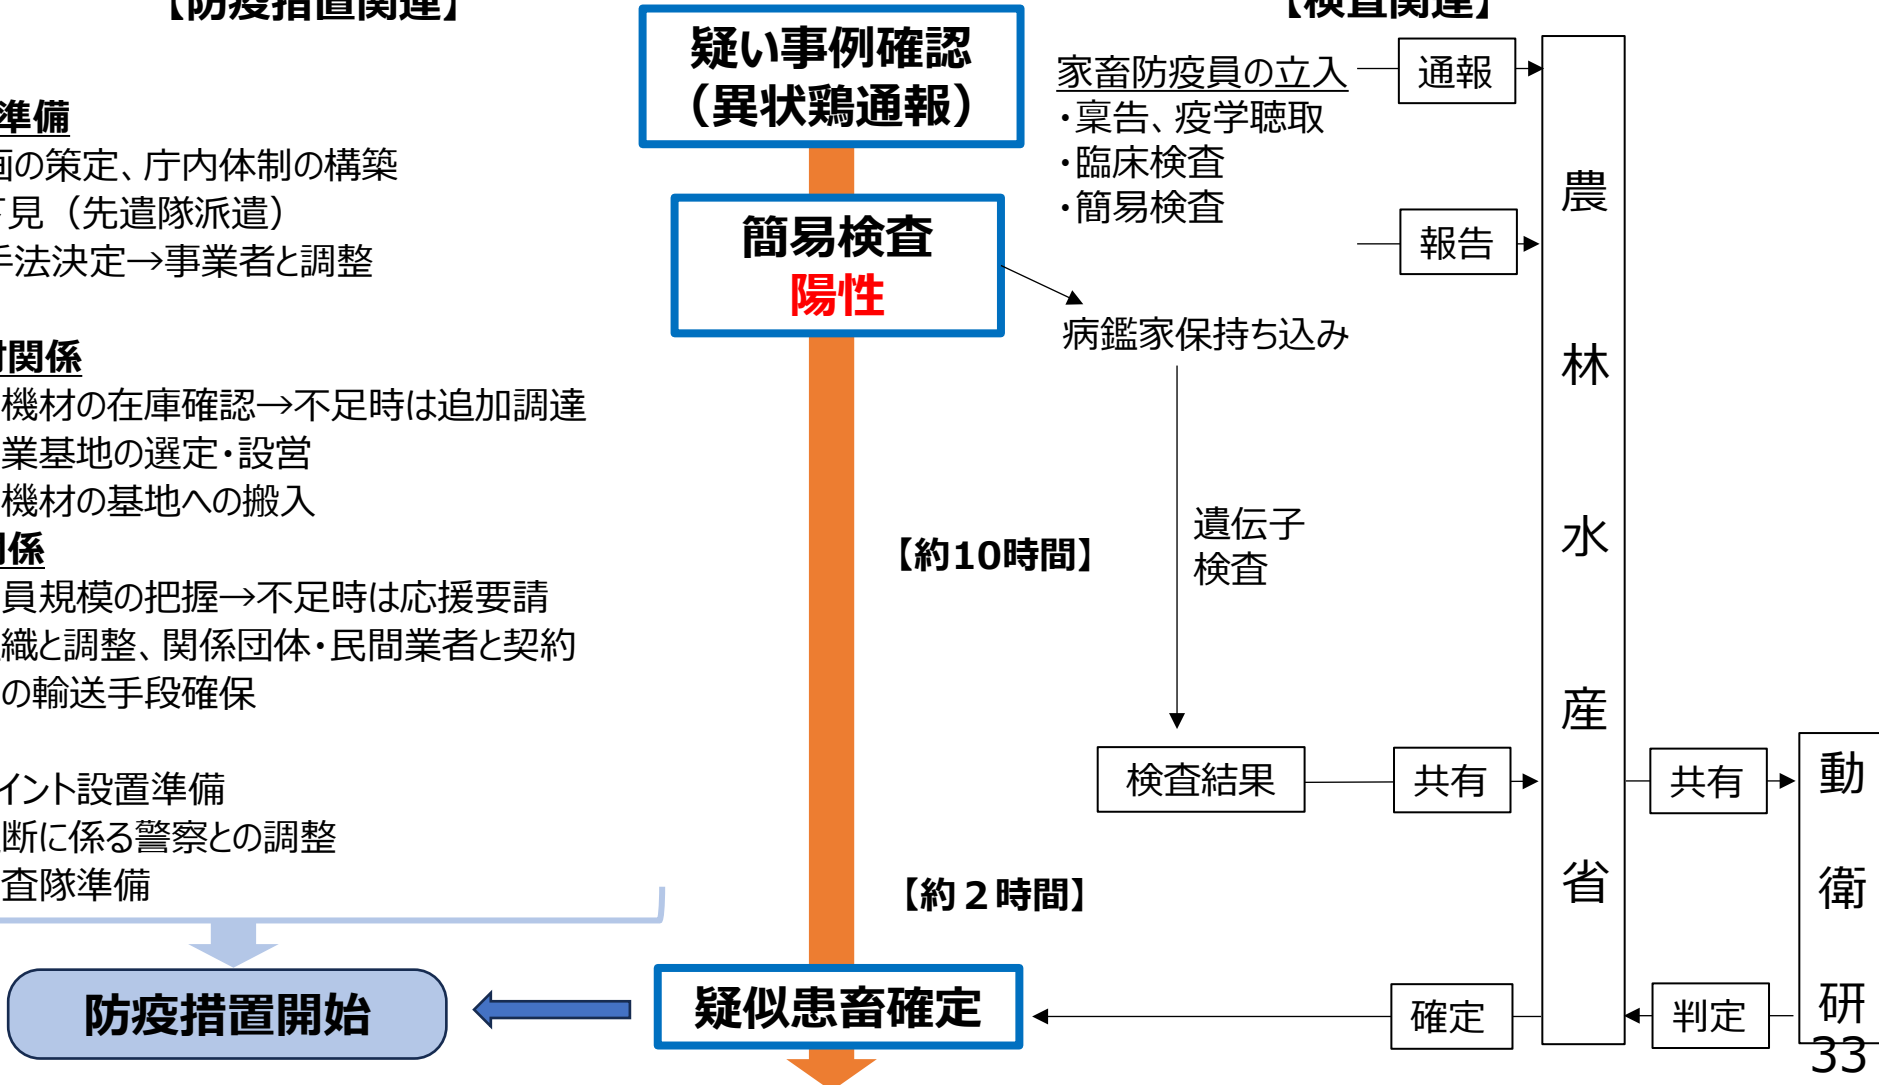 【防疫措置関連】
準備
画の策定、庁内体制の構築
下見（先遣隊派遣）
手法決定→事業者と調整
材関係
機材の在庫確認→不足時は追加調達
業基地の選定・設営
機材の基地への搬入
関係
員規模の把握→不足時は応援要請
織と調整、関係団体・民間業者と契約
の輸送手段確保
イント設置準備
断に係る警察との調整
査隊準備
防疫措置開始
疑い事例確認
（異状鶏通報）
簡易検査
陽性
【約10時間】
【約２時間】
疑似患畜確定
【検査関連】
家畜防疫員の立入
・稟告、疫学聴取
・臨床検査
・簡易検査
通報
報告
病鑑家保持ち込み
遺伝子
検査
検査結果
共有
農林水産省
共有
動衛研
判定
確定
33